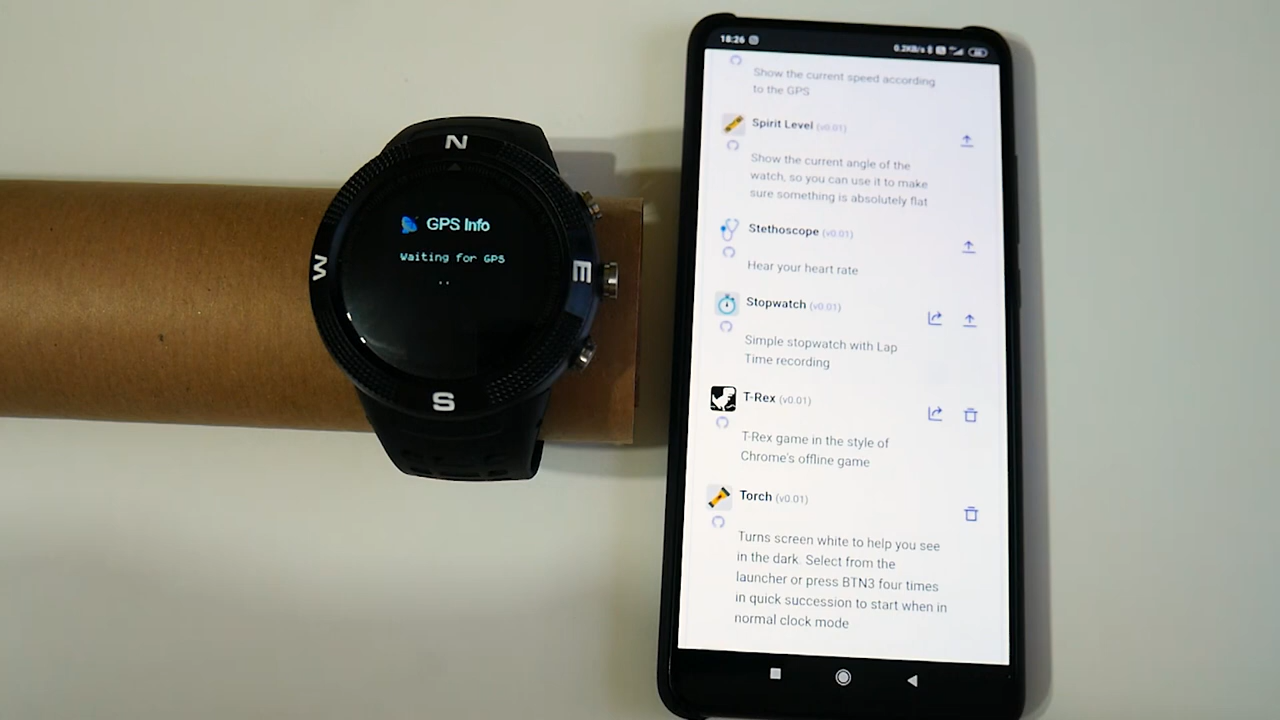 N
W
E
S
GPS Info
Waiting for GPS
..
18:26
0.2KB/s
Show the current speed according
to the GPS
Spirit Level (v0.01)
Show the current angle of the
watch, so you can use it to make
sure something is absolutely flat
Stethoscope (v0.01)
Hear your heart rate
Stopwatch (v0.01)
Simple stopwatch with Lap
Time recording
T-Rex (v0.01)
T-Rex game in the style of
Chrome's offline game
Torch (v0.01)
Turns screen white to help you see
in the dark. Select from the
launcher or press BTN3 four times
in quick succession to start when in
normal clock mode